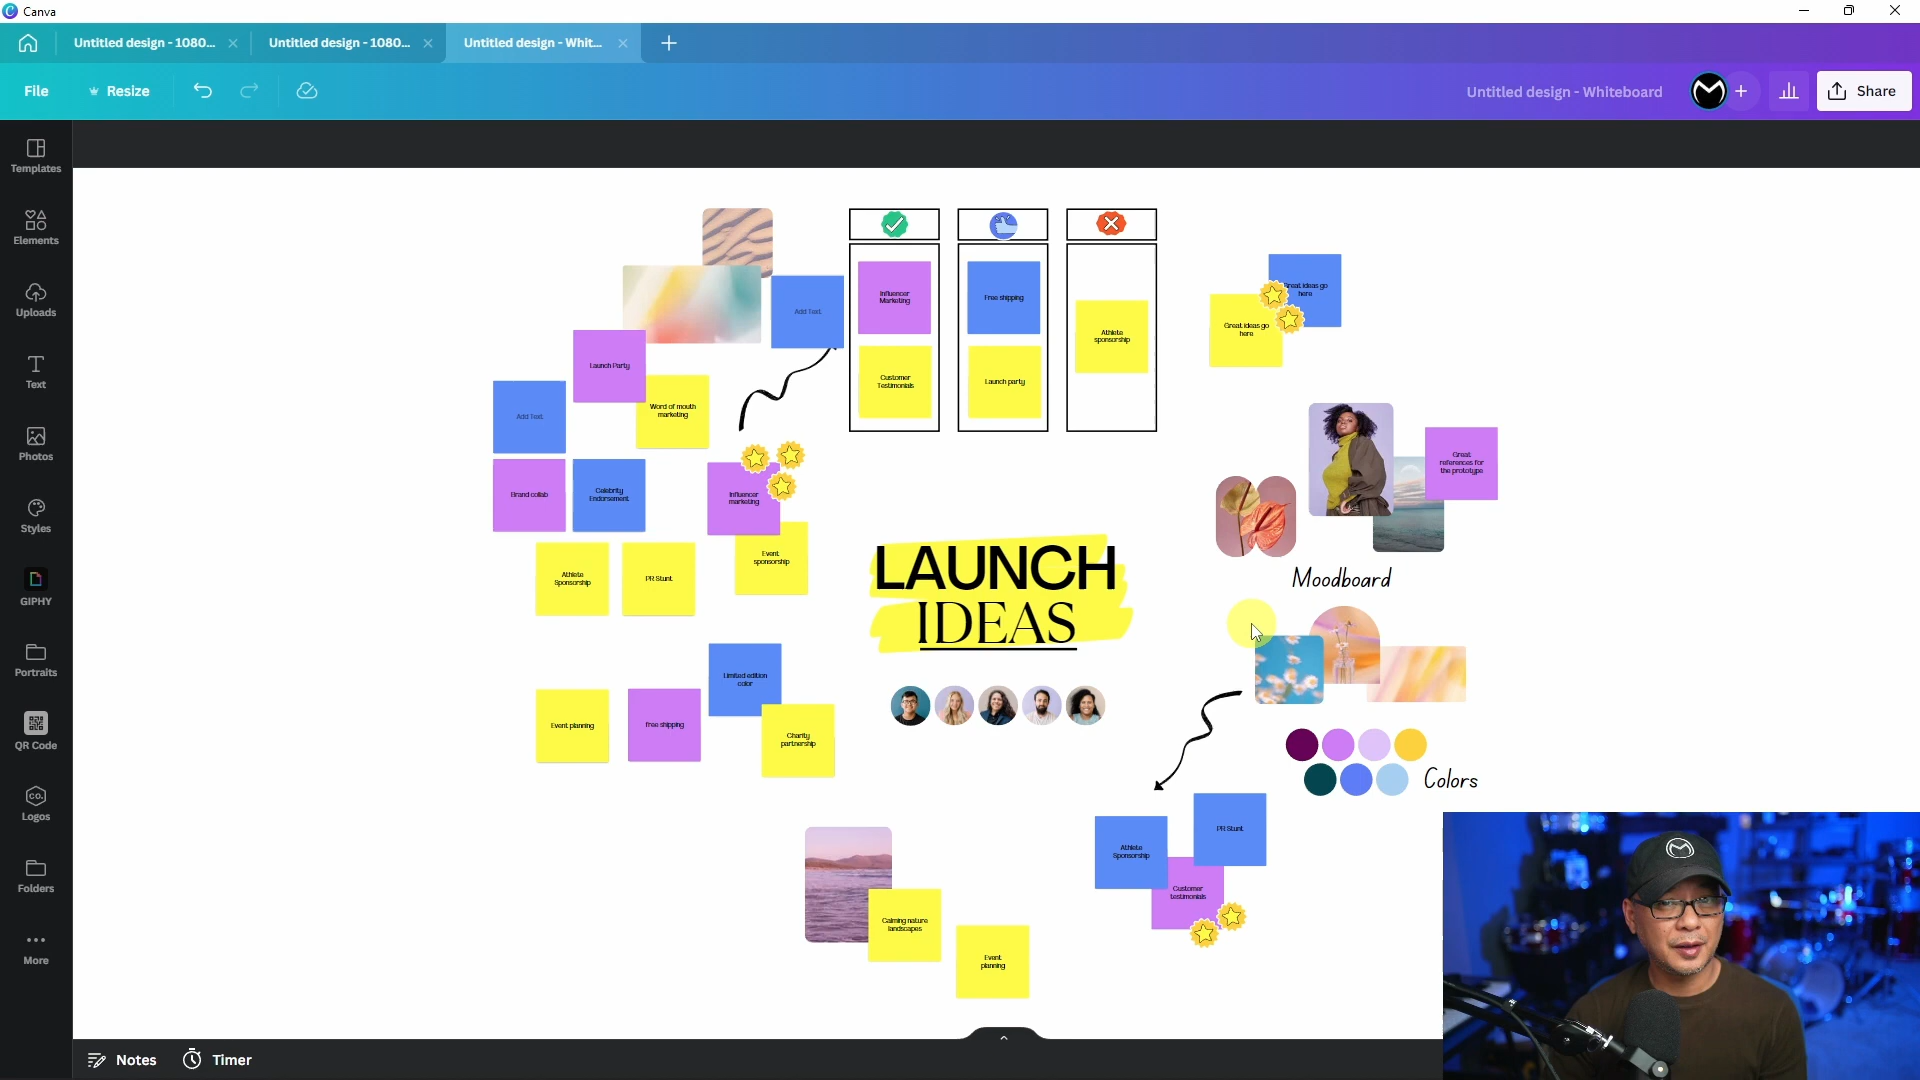 Canva
Untitled design - 1080...
Untitled design - 1080...
Untitled design - Whit...
File
Resize
Untitled design - Whiteboard
Share
Templates
Elements
Uploads
Text
Photos
Styles
GIPHY
Portraits
QR Code
CO.
Logos
Folders
More
Add Text
Launch Party
Word of mouth
marketing
Add Text
Brand collab
Celebrity
Endorsement
Influencer
marketing
Event
sponsorship
Athlete
Sponsorship
PR Stunt
Limited edition
color
Event planning
free shipping
Charity
partnership
Influencer
Marketing
Customer
Testimonials
Free shipping
Launch party
Athlete
sponsorship
Great ideas go
here
Great ideas go
here
Great
references for
the prototype
Moodboard
LAUNCH
IDEAS
Colors
PR Stunt
Athlete
Sponsorship
Customer
testimonials
Calming nature
landscapes
Event
planning
Notes
Timer